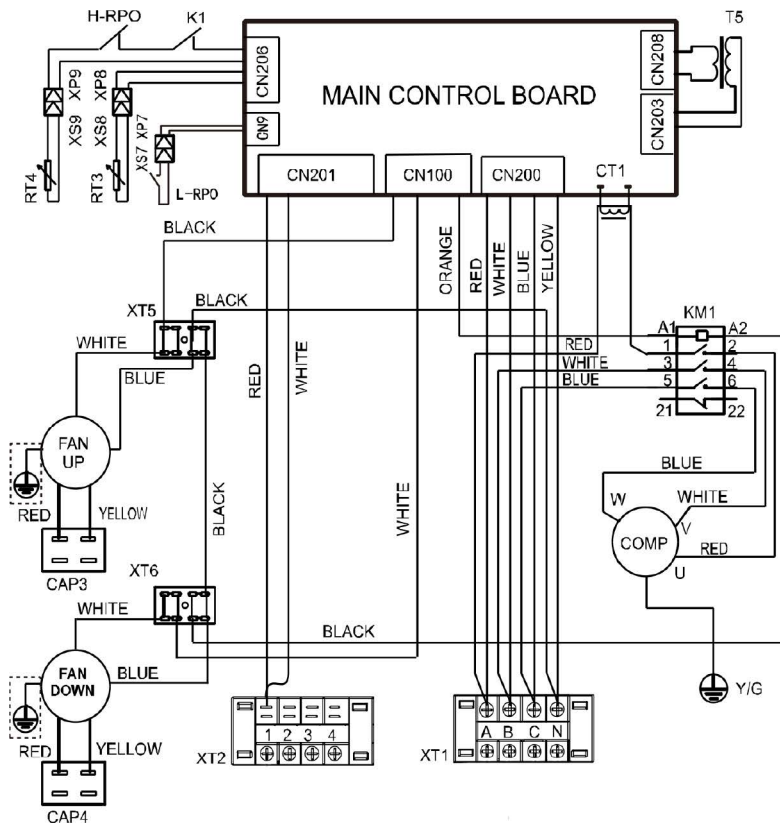 H-RPO
K1
T5
CN206
CN208
XP9
XP8
XS9
XS8
CN9
XP7
XS7
MAIN CONTROL BOARD
CN203
RT4
RT3
L-RPO
CN201
CN100
CN200
CT1
BLACK
ORANGE
RED
WHITE
BLUE
YELLOW
XT5
BLACK
KM1
A1
A2
WHITE
RED
1
2
WHITE
3
4
BLUE
RED
WHITE
BLUE
5
6
21
22
FAN
UP
BLUE
W
WHITE
RED
YELLOW
BLACK
WHITE
V
COMP
RED
U
CAP3
XT6
WHITE
BLACK
FAN
DOWN
BLUE
Y/G
RED
YELLOW
XT2
1 2 3 4
XT1
A B C N
CAP4